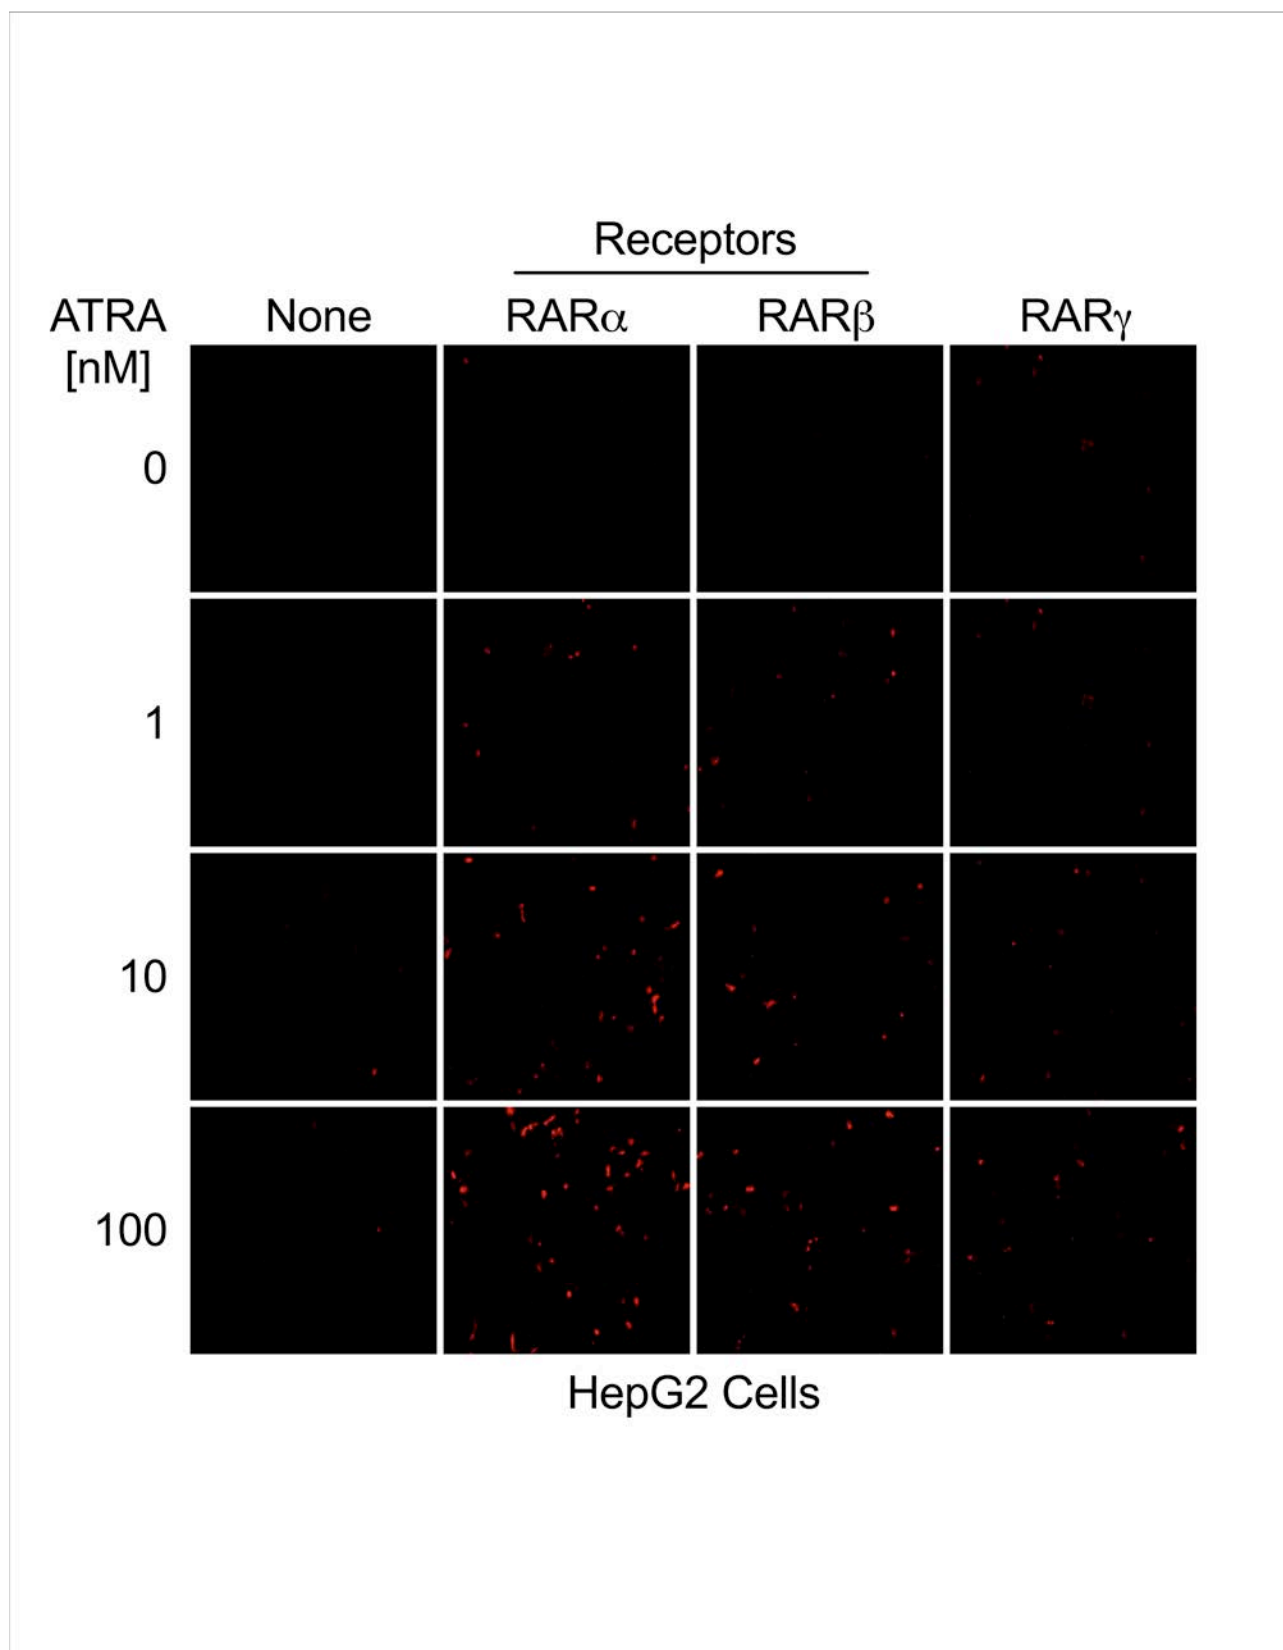 Receptors
ATRA None RARα RARβ RARγ
[nM]
0
1
10
100
HepG2 Cells